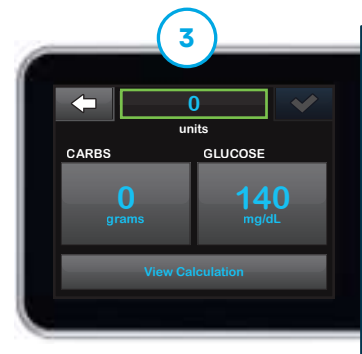 3
0
units
CARBS GLUCOSE
0 140
grams mg/dL
View Calculation